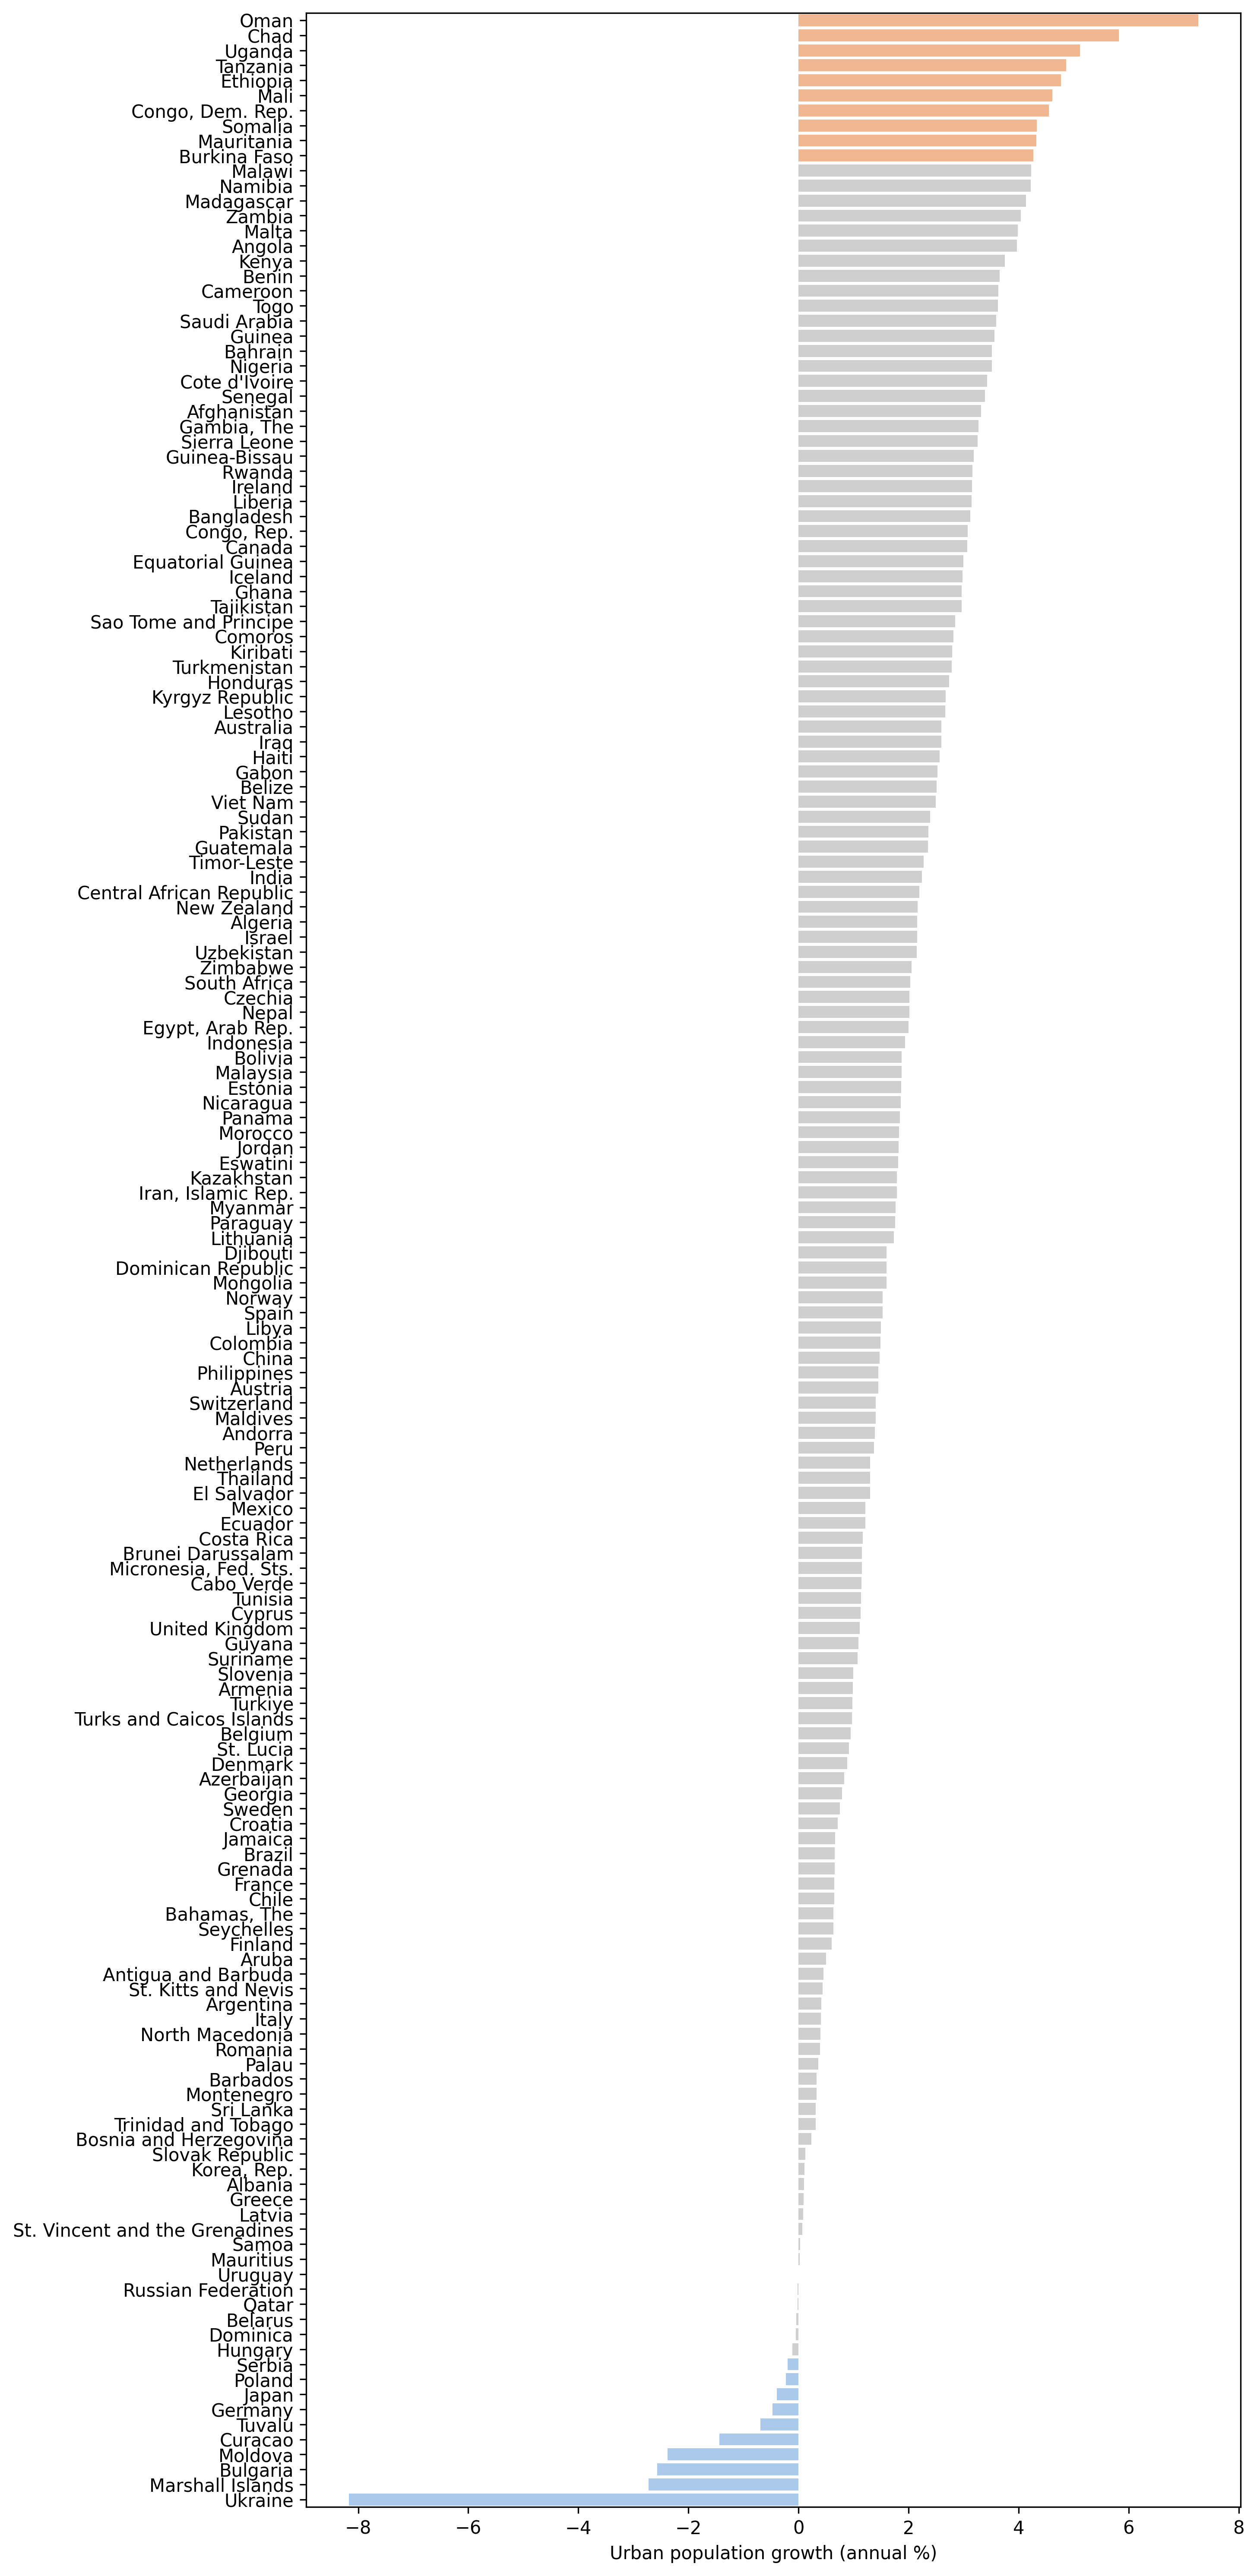 Oman
Chad
Uganda
Tanzania
Ethiopia
Mali
Congo, Dem. Rep.
Somalia
Mauritania
Burkina Faso
Malawi
Namibia
Madagascar
Zambia
Malta
Angola
Kenya
Benin
Cameroon
Togo
Saudi Arabia
Guinea
Bahrain
Nigeria
Cote d'Ivoire
Senegal
Afghanistan
Gambia, The
Sierra Leone
Guinea-Bissau
Rwanda
Ireland
Liberia
Bangladesh
Congo, Rep.
Canada
Equatorial Guinea
Iceland
Ghana
Tajikistan
Sao Tome and Principe
Comoros
Kiribati
Turkmenistan
Honduras
Kyrgyz Republic
Lesotho
Australia
Iraq
Haiti
Gabon
Belize
Viet Nam
Sudan
Pakistan
Guatemala
Timor-Leste
India
Central African Republic
New Zealand
Algeria
Israel
Uzbekistan
Zimbabwe
South Africa
Czechia
Nepal
Egypt, Arab Rep.
Indonesia
Bolivia
Malaysia
Estonia
Nicaragua
Panama
Morocco
Jordan
Eswatini
Kazakhstan
Iran, Islamic Rep.
Myanmar
Paraguay
Lithuania
Djibouti
Dominican Republic
Mongolia
Norway
Spain
Libya
Colombia
China
Philippines
Austria
Switzerland
Maldives
Andorra
Peru
Netherlands
Thailand
El Salvador
Mexico
Ecuador
Costa Rica
Brunei Darussalam
Micronesia, Fed. Sts.
Cabo Verde
Tunisia
Cyprus
United Kingdom
Guyana
Suriname
Slovenia
Armenia
Turkiye
Turks and Caicos Islands
Belgium
St. Lucia
Denmark
Azerbaijan
Georgia
Sweden
Croatia
Jamaica
Brazil
Grenada
France
Chile
Bahamas, The
Seychelles
Finland
Aruba
Antigua and Barbuda
St. Kitts and Nevis
Argentina
Italy
North Macedonia
Romania
Palau
Barbados
Montenegro
Sri Lanka
Trinidad and Tobago
Bosnia and Herzegovina
Slovak Republic
Korea, Rep.
Albania
Greece
Latvia
St. Vincent and the Grenadines
Samoa
Mauritius
Uruguay
Russian Federation
Qatar
Belarus
Dominica
Hungary
Serbia
Poland
Japan
Germany
Tuvalu
Curacao
Moldova
Bulgaria
Marshall Islands
Ukraine
−8 −6 −4 −2 0 2 4 6 8
Urban population growth (annual %)